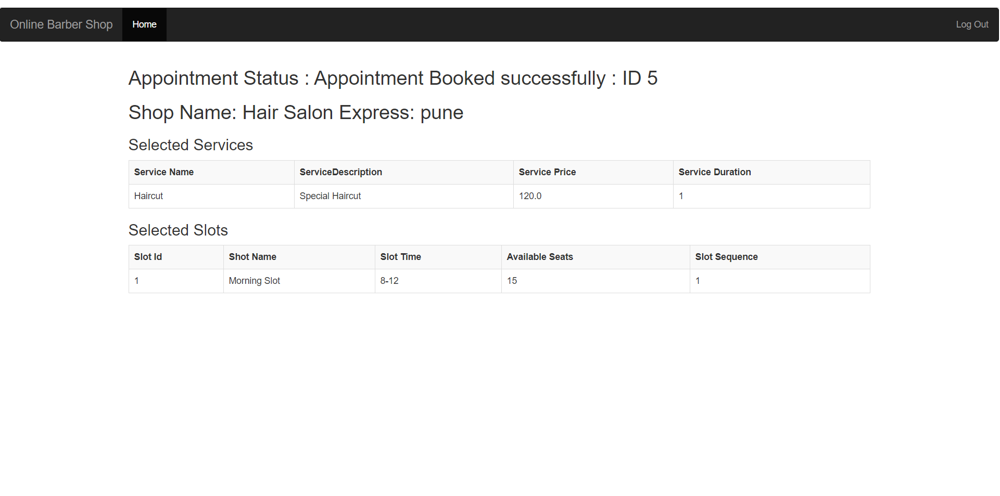 Online Barber Shop Home Log Out
Appointment Status : Appointment Booked successfully : ID 5
Shop Name: Hair Salon Express: pune
Selected Services
Service Name ServiceDescription Service Price Service Duration
Haircut Special Haircut 120.0 1
Selected Slots
Slot Id Shot Name Slot Time Available Seats Slot Sequence
1 Morning Slot 8-12 15 1